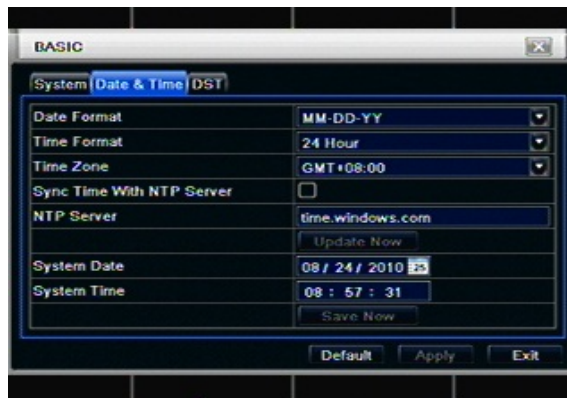 BASIC
System Date & Time DST
Date Format MM-DD-YY
Time Format 24 Hour
Time Zone GMT+08:00
Sync Time With NTP Server
NTP Server time.windows.com
Update Now
System Date 08 / 24 / 2010 25
System Time 08 : 57 : 31
Save Now
Default Apply Exit